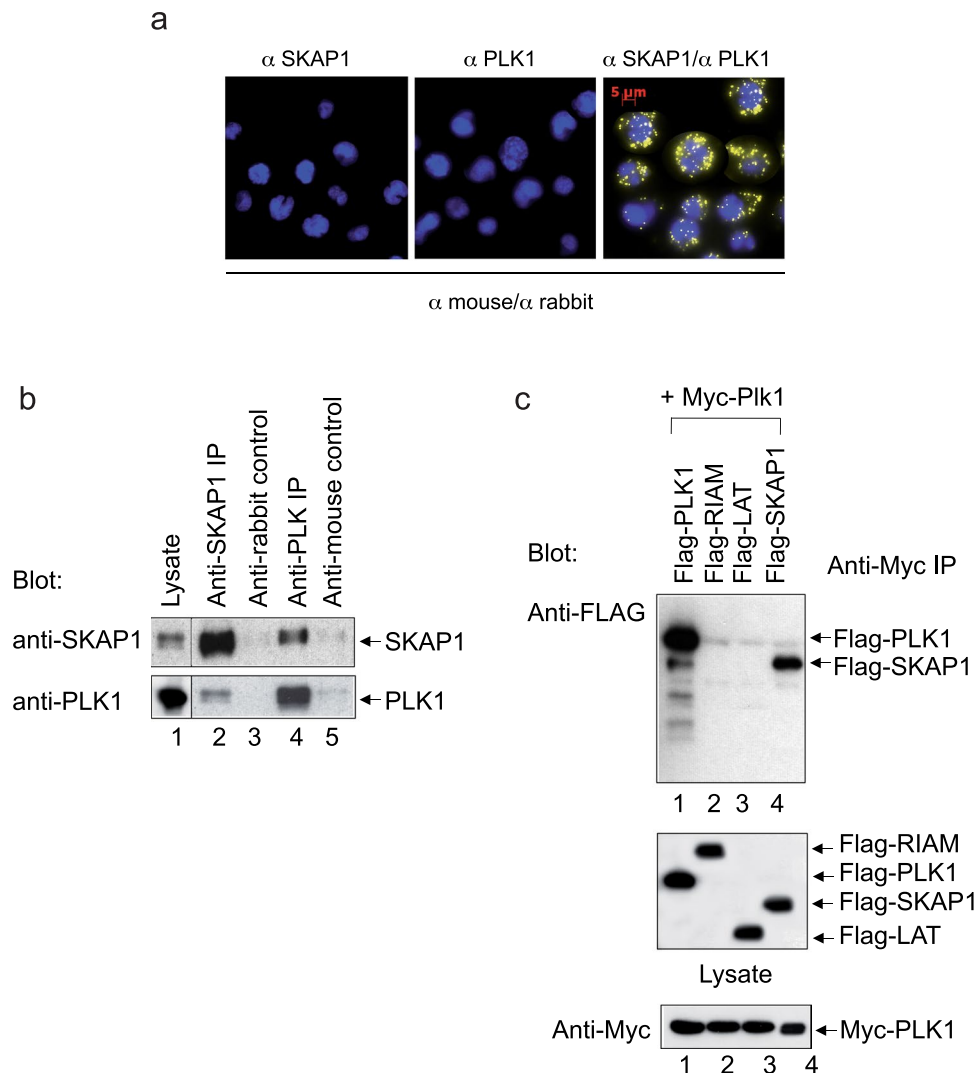 a
α SKAP1
α PLK1
α SKAP1/α PLK1
5 μm
α mouse/α rabbit
b
Blot:
Lysate
Anti-SKAP1 IP
Anti-rabbit control
Anti-PLK IP
Anti-mouse control
anti-SKAP1
SKAP1
anti-PLK1
PLK1
1 2 3 4 5
c
+ Myc-Plk1
Blot:
Flag-PLK1
Flag-RIAM
Flag-LAT
Flag-SKAP1
Anti-Myc IP
Anti-FLAG
Flag-PLK1
Flag-SKAP1
1 2 3 4
Flag-RIAM
Flag-PLK1
Flag-SKAP1
Flag-LAT
Lysate
Anti-Myc
Myc-PLK1
1 2 3 4